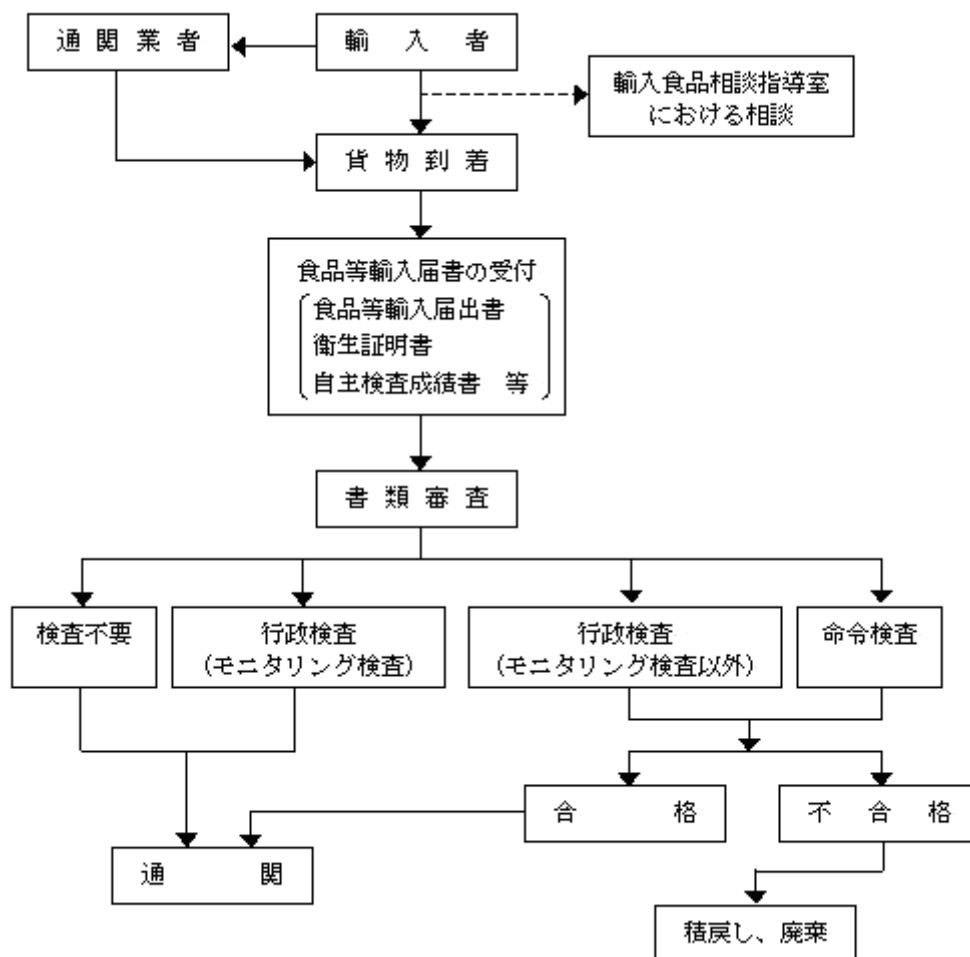 通関業者
輸入者
輸入食品相談指導室
における相談
貨物到着
食品等輸入届書の受付
食品等輸入届出書
衛生証明書
自主検査成績書 等
書類審査
検査不要
行政検査
(モニタリング検査)
行政検査
(モニタリング検査以外)
命令検査
合格
不合格
通関
積戻し、廃棄